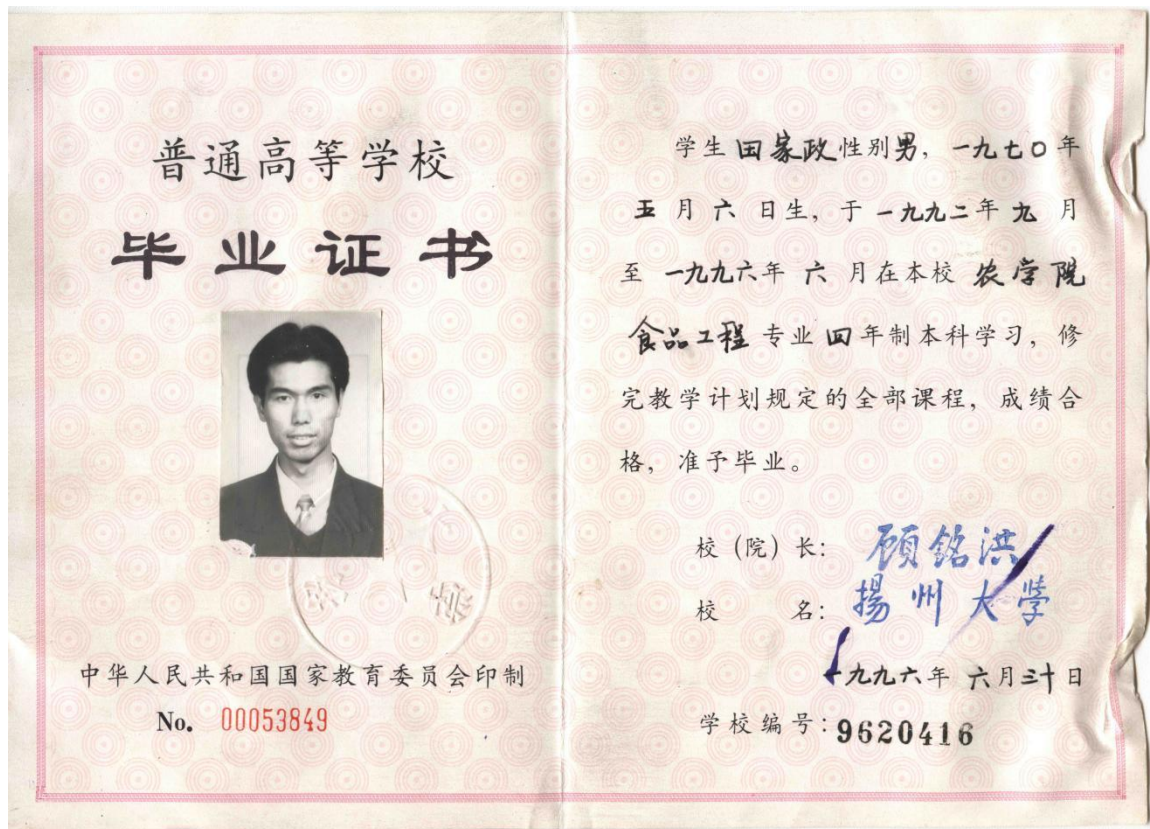 普通高等学校
毕业证书
中华人民共和国国家教育委员会印制
No. 00053849
学生田家政性别男，一九七〇年
五月六日生，于一九九二年九月
至一九九六年六月在本校农学院
食品工程专业四年制本科学习，修
完教学计划规定的全部课程，成绩合
格，准予毕业。
校（院）长：顾铭洪
校名：揚州大学
一九九六年六月三十日
学校编号：9620416